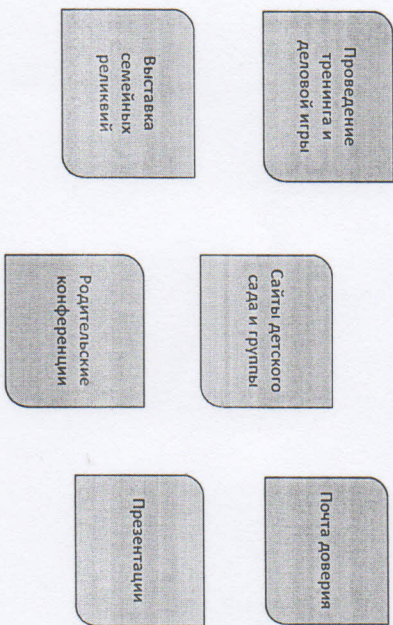 Проведение
тренинга и
деловой игры
Сайты детского
сада и группы
Почта доверия
Выставка
семейных
реликвий
Родительские
конференции
Презентации